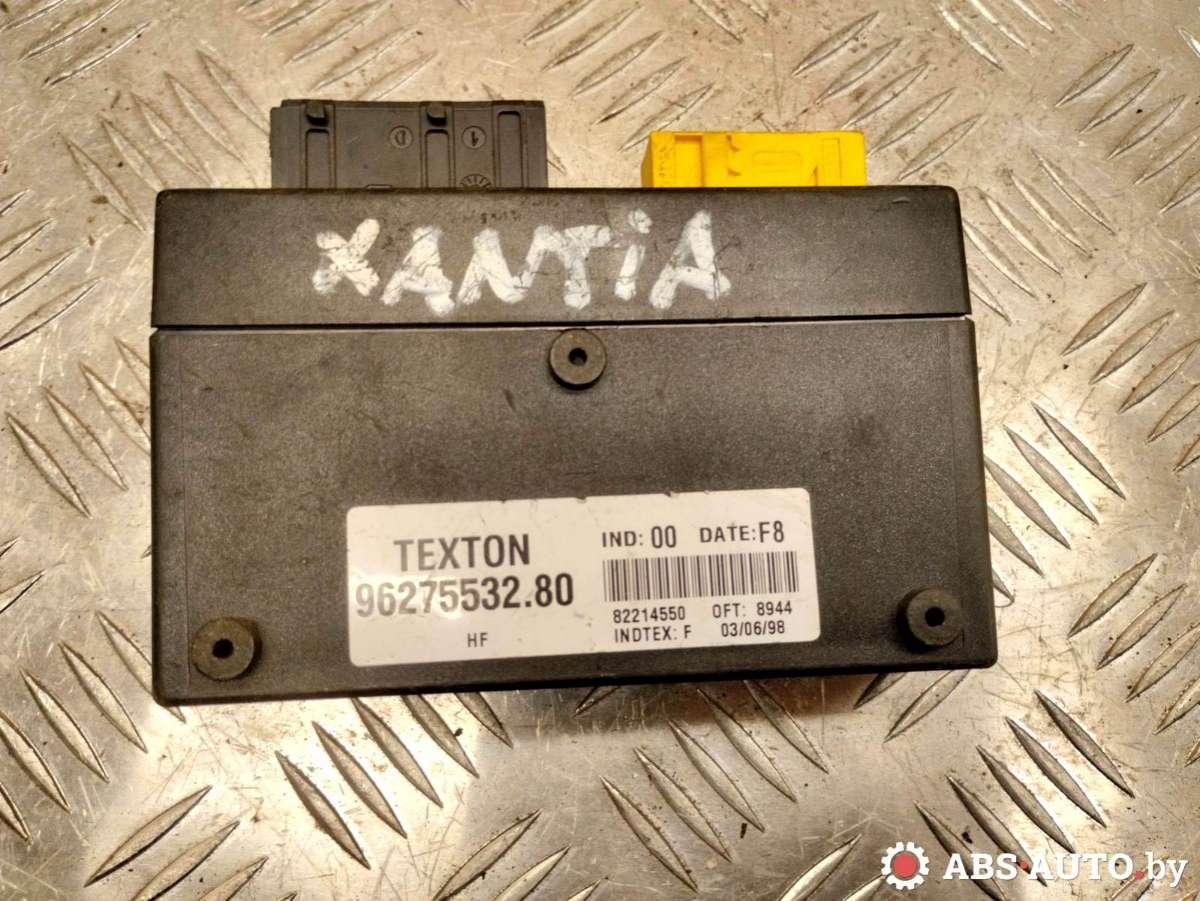 1
D
XANTiA
TEXTON
96275532.80
HF
IND: 00 DATE: F8
82214550 OFT: 8944
INDTEX: F 03/06/98
ABS-AUTO.by